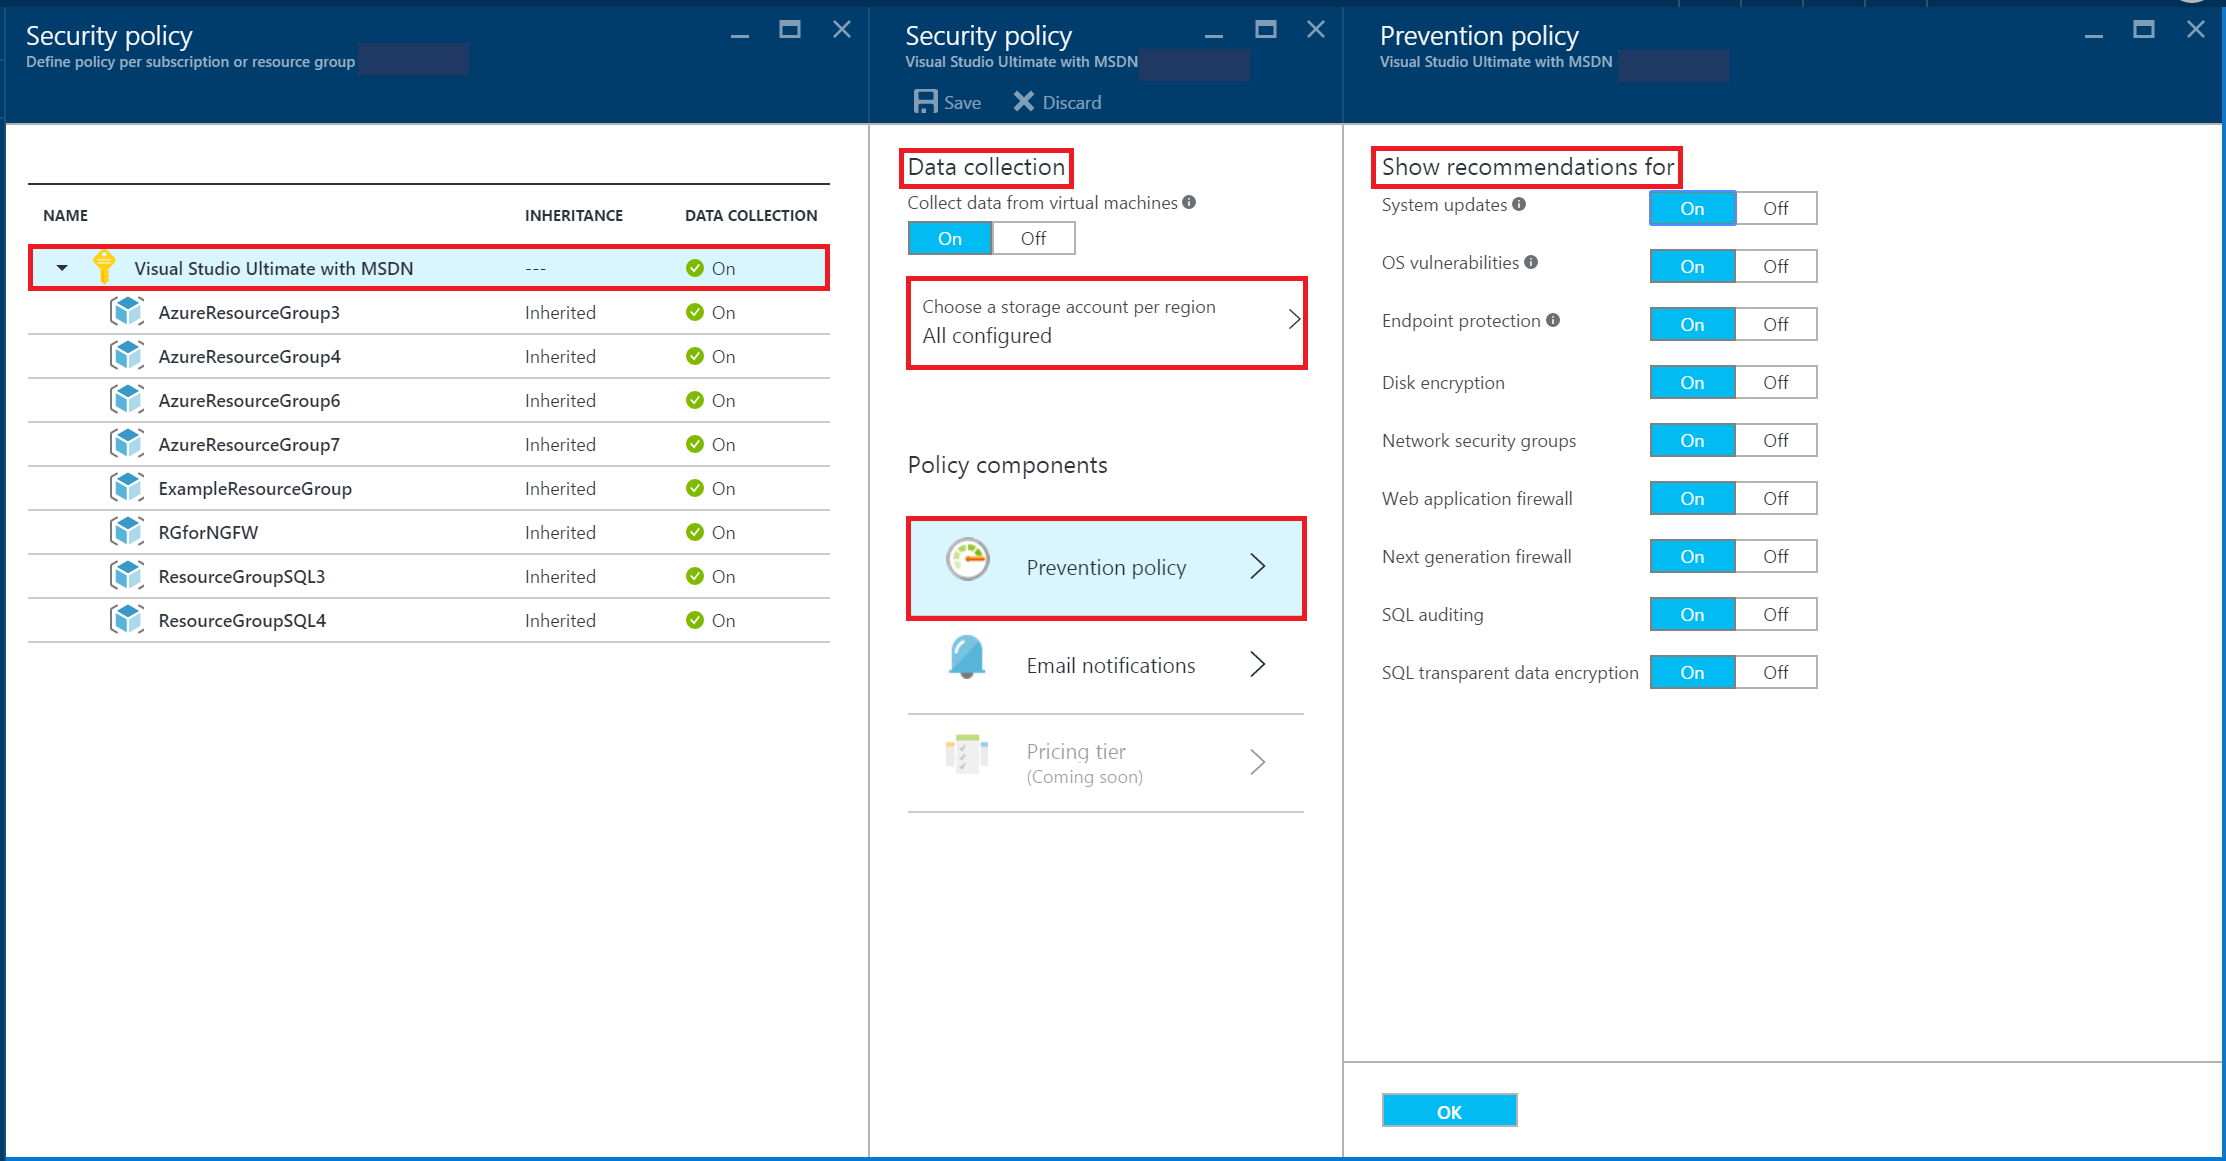 Security policy
Define policy per subscription or resource group
NAME INHERITANCE DATA COLLECTION
Visual Studio Ultimate with MSDN --- On
AzureResourceGroup3 Inherited On
AzureResourceGroup4 Inherited On
AzureResourceGroup6 Inherited On
AzureResourceGroup7 Inherited On
ExampleResourceGroup Inherited On
RGforNGFW Inherited On
ResourceGroupSQL3 Inherited On
ResourceGroupSQL4 Inherited On
Security policy
Visual Studio Ultimate with MSDN
Save Discard
Data collection
Collect data from virtual machines
On Off
Choose a storage account per region
All configured
Policy components
Prevention policy
Email notifications
Pricing tier
(Coming soon)
Prevention policy
Visual Studio Ultimate with MSDN
Show recommendations for
System updates On Off
OS vulnerabilities On Off
Endpoint protection On Off
Disk encryption On Off
Network security groups On Off
Web application firewall On Off
Next generation firewall On Off
SQL auditing On Off
SQL transparent data encryption On Off
OK